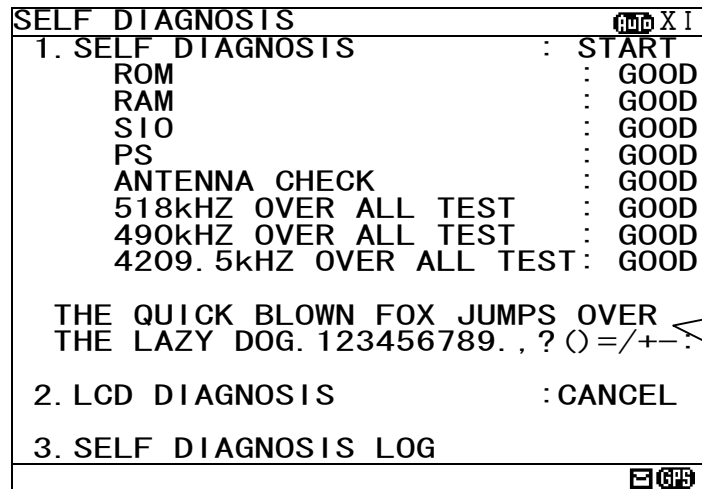 SELF DIAGNOSIS Auto XI
1. SELF DIAGNOSIS : START
ROM : GOOD
RAM : GOOD
SIO : GOOD
PS : GOOD
ANTENNA CHECK : GOOD
518kHZ OVER ALL TEST : GOOD
490kHZ OVER ALL TEST : GOOD
4209.5kHZ OVER ALL TEST: GOOD
THE QUICK BLOWN FOX JUMPS OVER
THE LAZY DOG. 123456789. , ? () =/+-:
2. LCD DIAGNOSIS :CANCEL
3. SELF DIAGNOSIS LOG
GPS